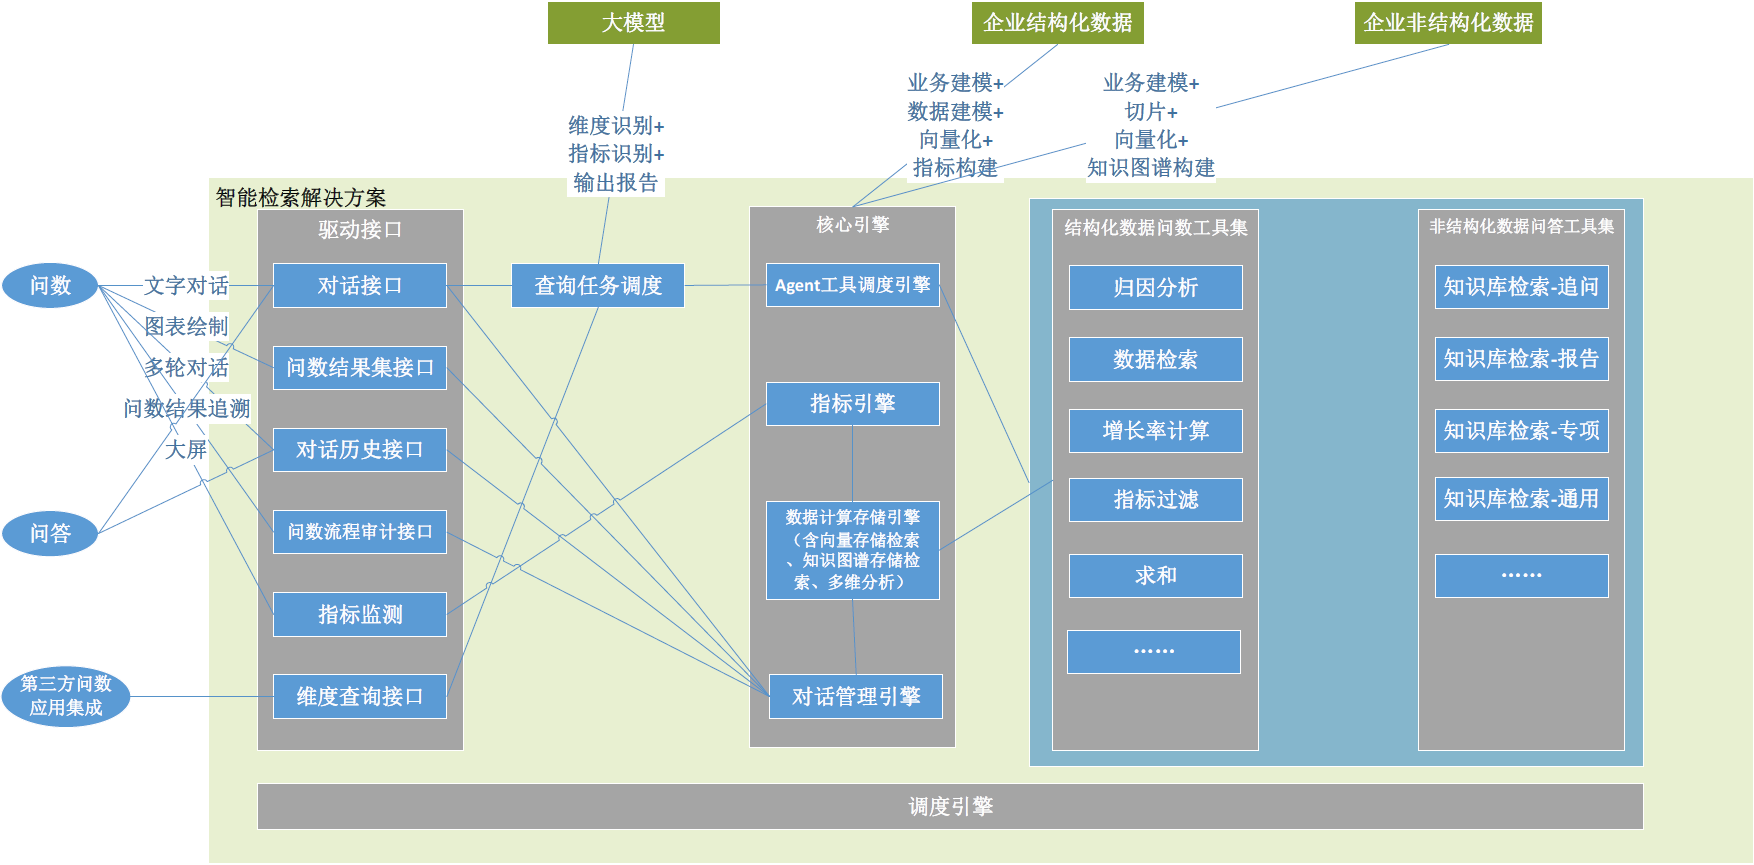 大模型
企业结构化数据
企业非结构化数据
维度识别+
指标识别+
输出报告
业务建模+
数据建模+
向量化+
指标构建
业务建模+
切片+
向量化+
知识图谱构建
智能检索解决方案
问数
问答
第三方问数
应用集成
文字对话
图表绘制
多轮对话
问数结果追溯
大屏
驱动接口
对话接口
问数结果集接口
对话历史接口
问数流程审计接口
指标监测
维度查询接口
查询任务调度
核心引擎
Agent工具调度引擎
指标引擎
数据计算存储引擎
（含向量存储检索
、知识图谱存储检
索、多维分析）
对话管理引擎
结构化数据问数工具集
归因分析
数据检索
增长率计算
指标过滤
求和
……
非结构化数据问答工具集
知识库检索-追问
知识库检索-报告
知识库检索-专项
知识库检索-通用
……
调度引擎